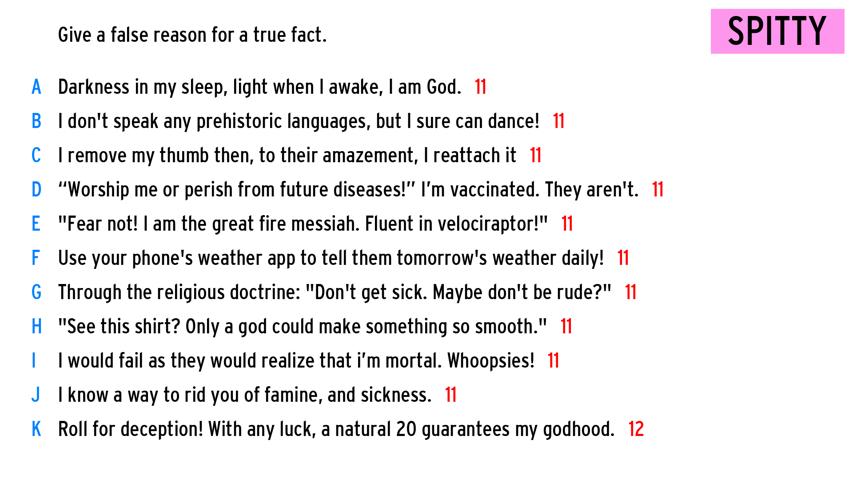 Give a false reason for a true fact.
SPITTY
A Darkness in my sleep, light when I awake, I am God. 11
B I don't speak any prehistoric languages, but I sure can dance! 11
C I remove my thumb then, to their amazement, I reattach it 11
D “Worship me or perish from future diseases!” I’m vaccinated. They aren't. 11
E "Fear not! I am the great fire messiah. Fluent in velociraptor!" 11
F Use your phone's weather app to tell them tomorrow's weather daily! 11
G Through the religious doctrine: "Don't get sick. Maybe don't be rude?" 11
H "See this shirt? Only a god could make something so smooth." 11
I I would fail as they would realize that i’m mortal. Whoopsies! 11
J I know a way to rid you of famine, and sickness. 11
K Roll for deception! With any luck, a natural 20 guarantees my godhood. 12